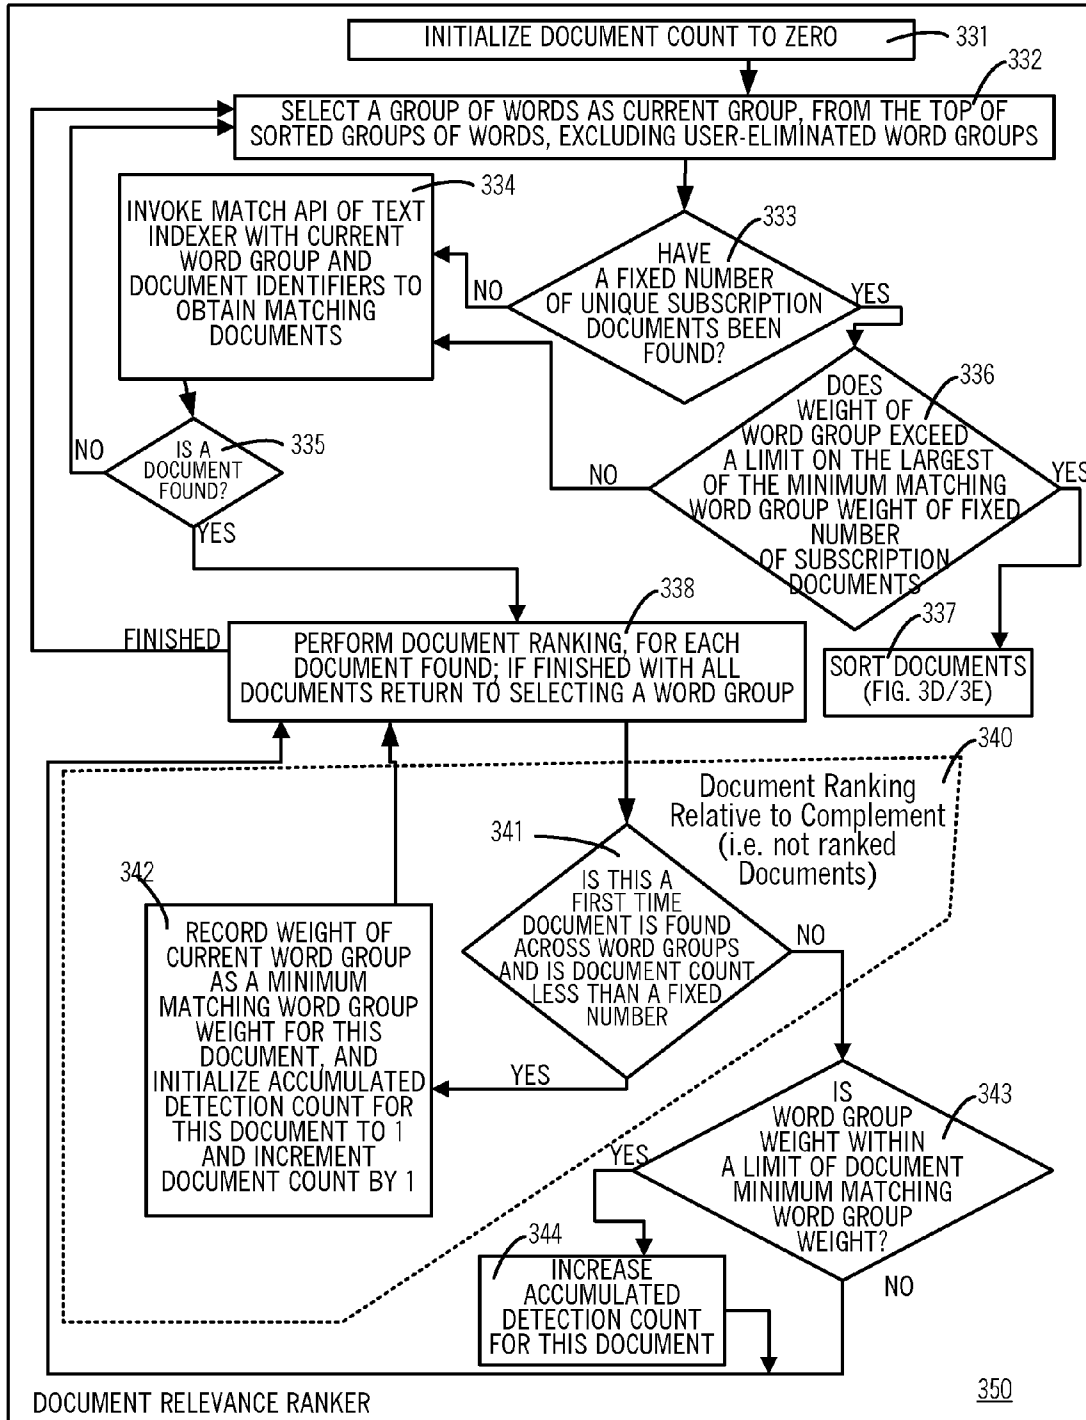 INITIALIZE DOCUMENT COUNT TO ZERO
331
332
SELECT A GROUP OF WORDS AS CURRENT GROUP, FROM THE TOP OF
SORTED GROUPS OF WORDS, EXCLUDING USER-ELIMINATED WORD GROUPS
334
INVOKE MATCH API OF TEXT
INDEXER WITH CURRENT
WORD GROUP AND
DOCUMENT IDENTIFIERS TO
OBTAIN MATCHING
DOCUMENTS
333
HAVE
A FIXED NUMBER
OF UNIQUE SUBSCRIPTION
DOCUMENTS BEEN
FOUND?
NO
YES
336
DOES
WEIGHT OF
WORD GROUP EXCEED
A LIMIT ON THE LARGEST
OF THE MINIMUM MATCHING
WORD GROUP WEIGHT OF FIXED
NUMBER
OF SUBSCRIPTION
DOCUMENTS
NO
YES
335
IS A
DOCUMENT
FOUND?
NO
YES
337
SORT DOCUMENTS
(FIG. 3D/3E)
338
FINISHED
PERFORM DOCUMENT RANKING, FOR EACH
DOCUMENT FOUND; IF FINISHED WITH ALL
DOCUMENTS RETURN TO SELECTING A WORD GROUP
340
Document Ranking
Relative to Complement
(i.e. not ranked
Documents)
341
IS THIS A
FIRST TIME
DOCUMENT IS FOUND
ACROSS WORD GROUPS
AND IS DOCUMENT COUNT
LESS THAN A FIXED
NUMBER
NO
YES
342
RECORD WEIGHT OF
CURRENT WORD GROUP
AS A MINIMUM
MATCHING WORD GROUP
WEIGHT FOR THIS
DOCUMENT, AND
INITIALIZE ACCUMULATED
DETECTION COUNT FOR
THIS DOCUMENT TO 1
AND INCREMENT
DOCUMENT COUNT BY 1
343
IS
WORD GROUP
WEIGHT WITHIN
A LIMIT OF DOCUMENT
MINIMUM MATCHING
WORD GROUP
WEIGHT?
YES
NO
344
INCREASE
ACCUMULATED
DETECTION COUNT
FOR THIS DOCUMENT
DOCUMENT RELEVANCE RANKER
350